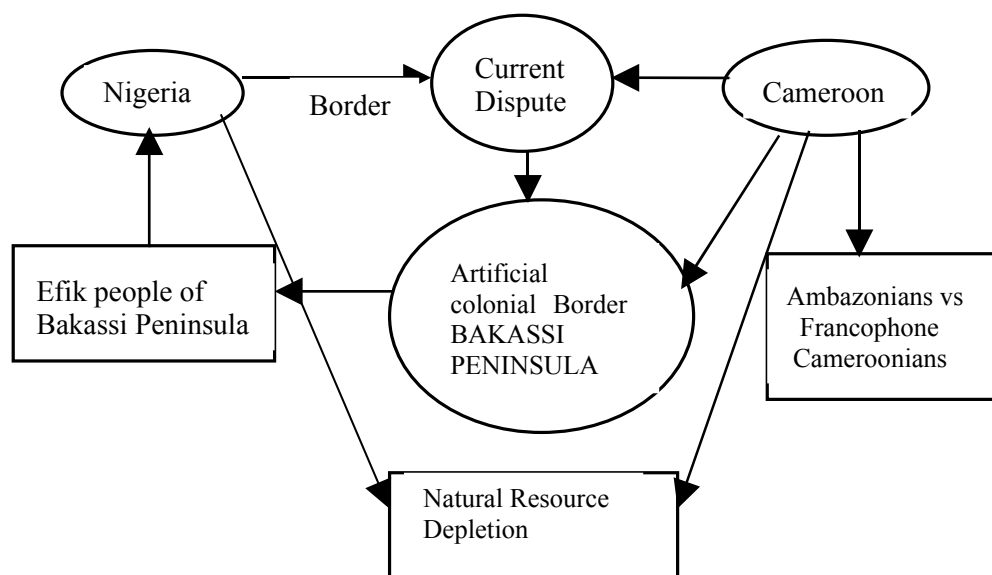 Nigeria
Border
Current
Dispute
Cameroon
Efik people of
Bakassi Peninsula
Artificial
colonial Border
BAKASSI
PENINSULA
Ambazonians vs
Francophone
Cameroonians
Natural Resource
Depletion